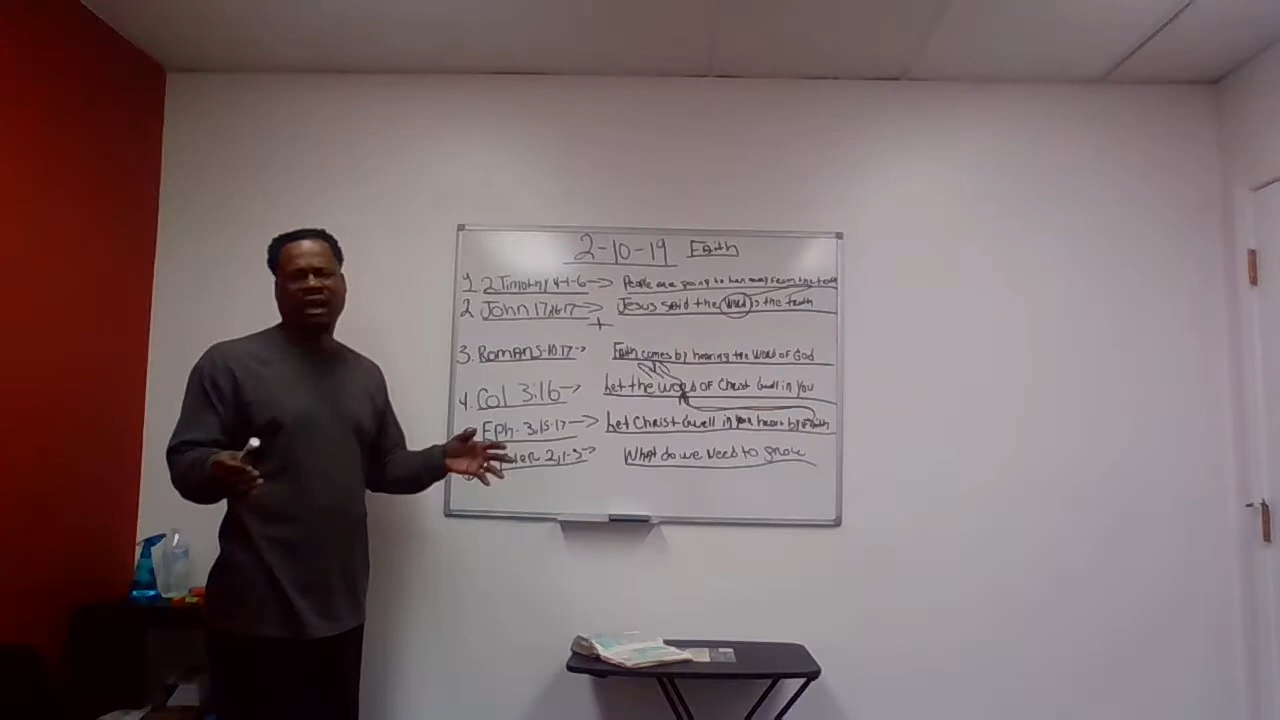 2-10-19 Faith
1. 2 Timothy 4-1-6 → People are going to turn away from the
2. John 17,16,17 → Jesus said the word is the truth
+
3. Romans-10:17 → Faith comes by hearing the Word of God
4. Col 3:16 → Let the word of Christ dwell in you
Eph. 3,15-17 → Let Christ dwell in your heart by Faith
2,1-3 → What do we need to grow